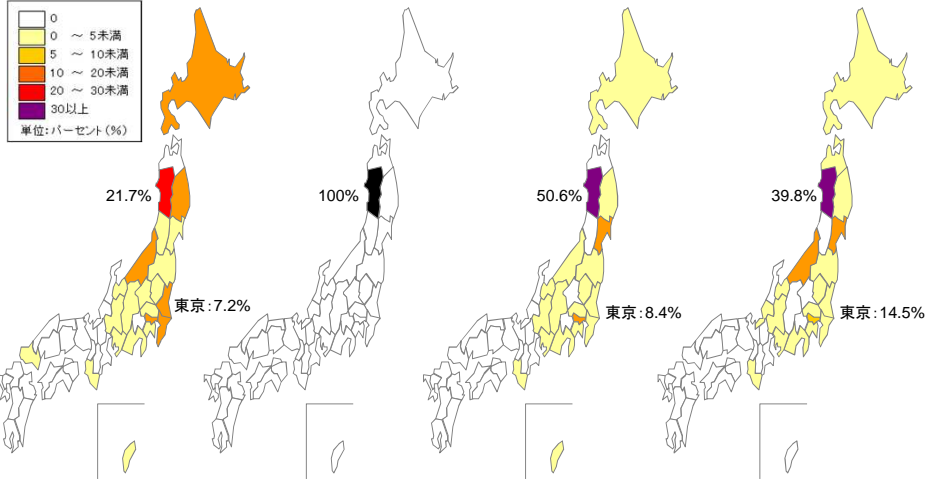 0
0 ～ 5未満
5 ～ 10未満
10 ～ 20未満
20 ～ 30未満
30以上
単位:パーセント(%)
21.7%
100%
50.6%
39.8%
東京:7.2%
東京:8.4%
東京:14.5%